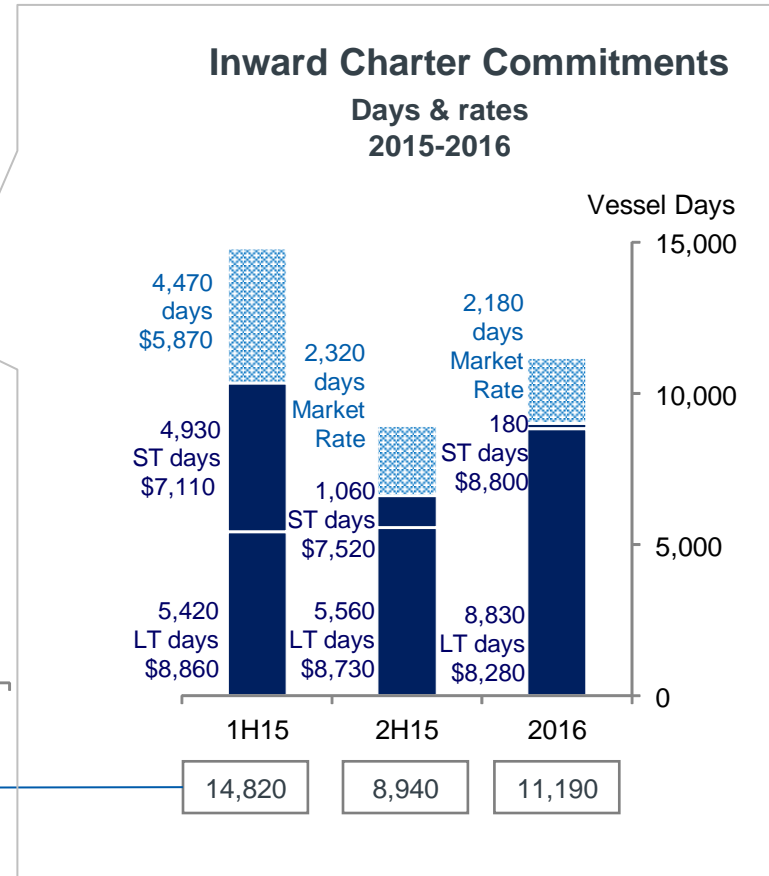 Inward Charter Commitments
Days & rates
2015-2016
Vessel Days
15,000
10,000
5,000
0
4,470
days
$5,870
4,930
ST days
$7,110
5,420
LT days
$8,860
2,320
days
Market
Rate
1,060
ST days
$7,520
5,560
LT days
$8,730
2,180
days
Market
Rate
180
ST days
$8,800
8,830
LT days
$8,280
1H15
2H15
2016
14,820
8,940
11,190